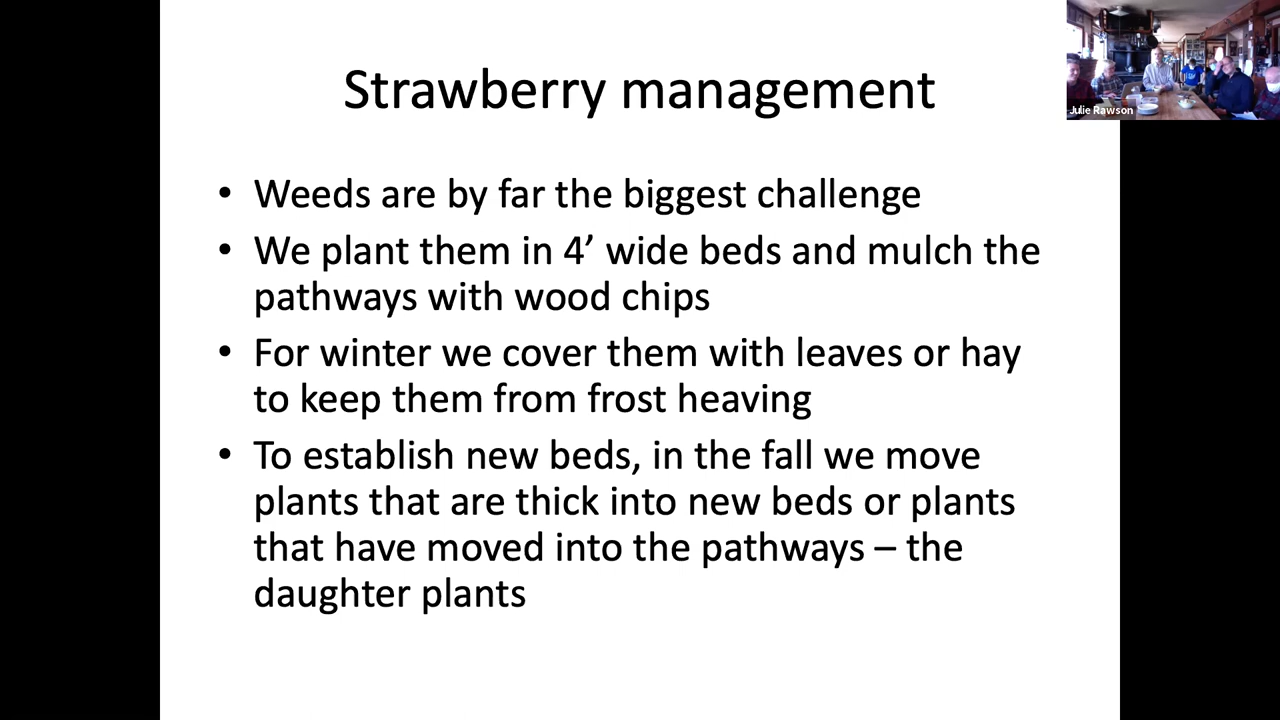 Strawberry management
Julie Rawson
• Weeds are by far the biggest challenge
• We plant them in 4’ wide beds and mulch the
pathways with wood chips
• For winter we cover them with leaves or hay
to keep them from frost heaving
• To establish new beds, in the fall we move
plants that are thick into new beds or plants
that have moved into the pathways – the
daughter plants